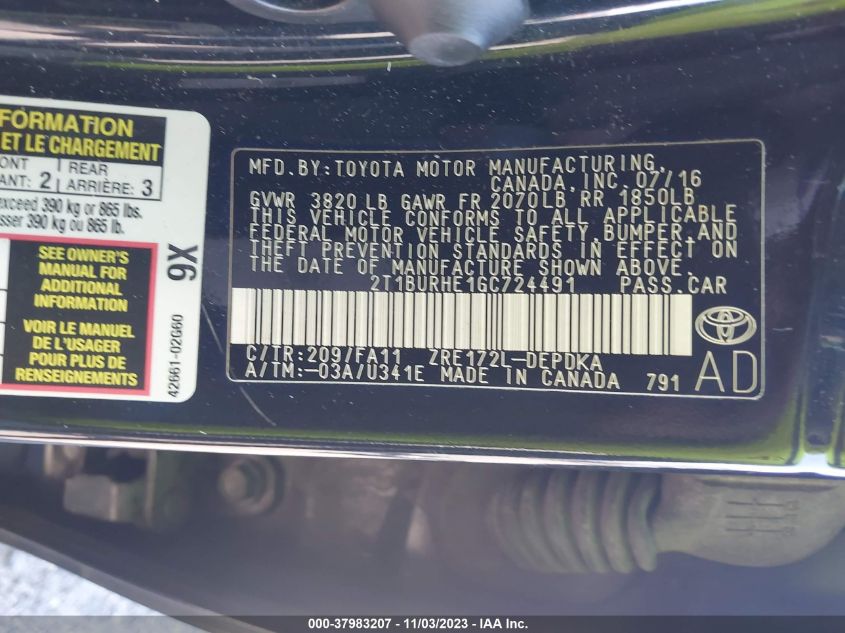 FORMATION
ET LE CHARGEMENT
ONT
ANT: 2
REAR
ARRIÈRE: 3
exceed 390 kg or 865 lbs.
sser 390 kg ou 865 lb.
SEE OWNER'S
MANUAL FOR
ADDITIONAL
INFORMATION
VOIR LE MANUEL
DE L'USAGER
POUR PLUS DE
RENSEIGNEMENTS
9X
42661-02G60
MFD.BY:TOYOTA MOTOR MANUFACTURING,
CANADA, INC. 07/16
GVWR 3820 LB GAWR FR 2070LB RR 1850LB
THIS VEHICLE CONFORMS TO ALL APPLICABLE
FEDERAL MOTOR VEHICLE SAFETY, BUMPER AND
THEFT PREVENTION STANDARDS IN EFFECT ON
THE DATE OF MANUFACTURE SHOWN ABOVE.
2T1BURHE1GC724491 PASS.CAR
C/TR:209/FA11 ZRE172L-DEPDKA
A/TM:-03A/U341E MADE IN CANADA 791
AD
000-37983207 - 11/03/2023 - IAA Inc.